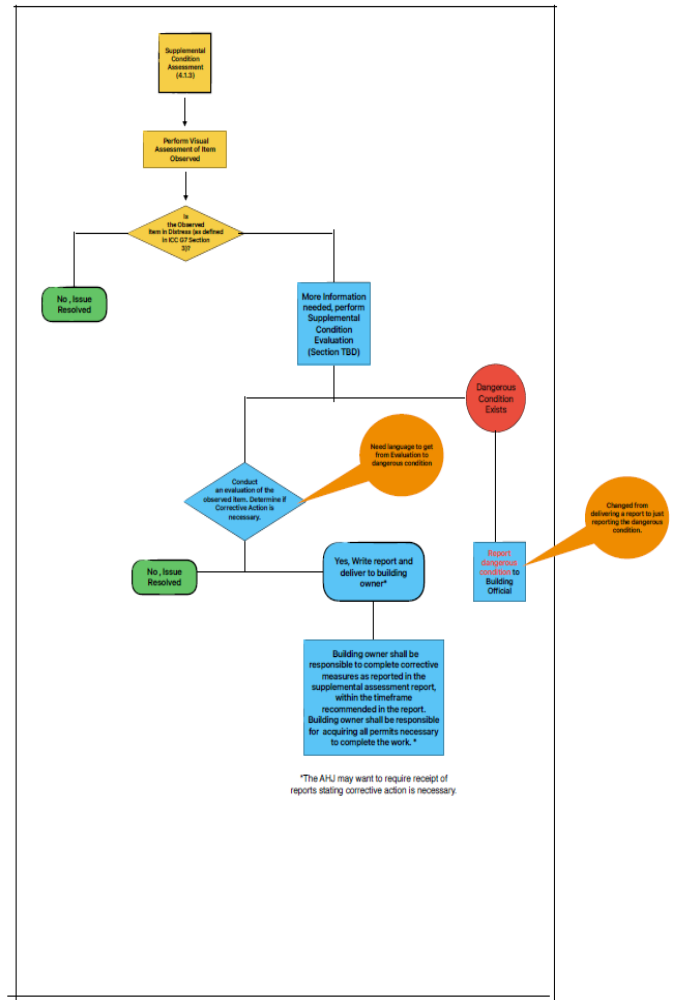 Supplemental
Condition
Assessment
(4.1.3)
Perform Visual
Assessment of Item
Observed
Is
the Observed
Item in Distress (as defined
in ICC G7 Section
3)?
No , Issue
Resolved
More Information
needed, perform
Supplemental
Condition
Evaluation
(Section TBD)
Dangerous
Condition
Exists
Need language to get
from Evaluation to
dangerous condition
Conduct
an evaluation of the
observed item. Determine if
Corrective Action is
necessary.
Changed from
delivering a report to just
reporting the dangerous
condition.
No , Issue
Resolved
Yes, Write report and
deliver to building
owner*
Report
dangerous
condition to
Building
Official
Building owner shall be
responsible to complete corrective
measures as reported in the
supplemental assessment report,
within the timeframe
recommended in the report.
Building owner shall be responsible
for acquiring all permits necessary
to complete the work. *
*The AHJ may want to require receipt of
reports stating corrective action is necessary.